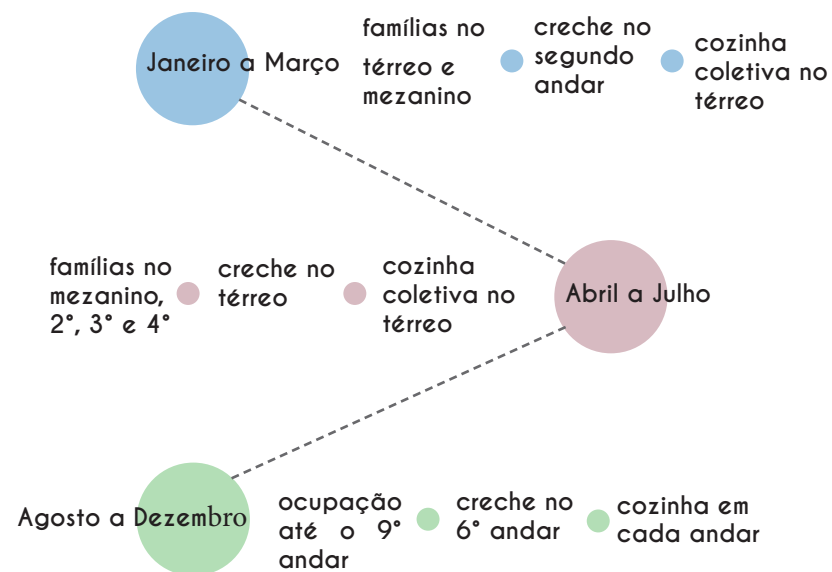 Janeiro a Março
famílias no
térreo e
mezanino
creche no
segundo
andar
cozinha
coletiva no
térreo
famílias no
mezanino,
2°, 3° e 4°
creche no
térreo
cozinha
coletiva no
térreo
Abril a Julho
Agosto a Dezembro
ocupação
até o 9°
andar
creche no
6° andar
cozinha em
cada andar